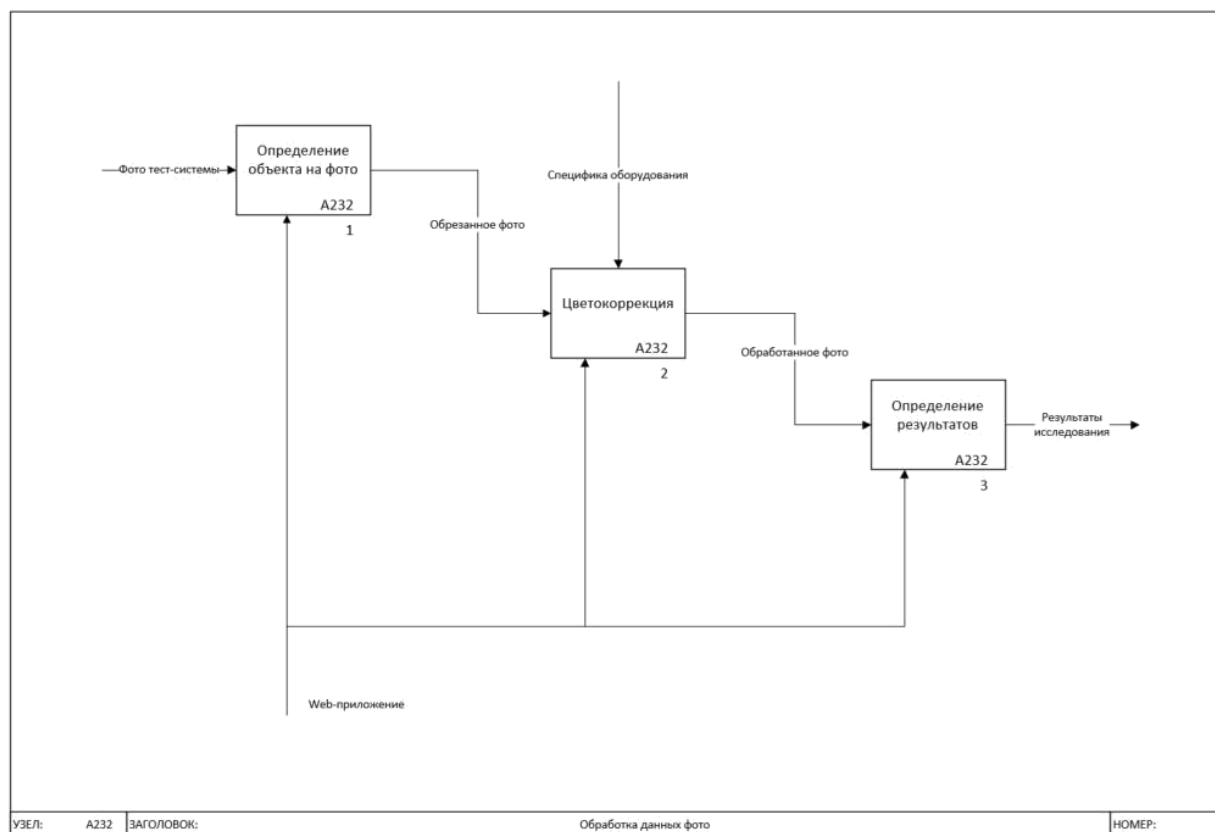 Определение
объекта на фото
А232
1
Фото тест-системы
Специфика оборудования
Обрезанное фото
Цветокоррекция
А232
2
Обработанное фото
Определение
результатов
А232
3
Результаты
исследования
Web-приложение
УЗЕЛ: А232 ЗАГОЛОВОК: Обработка данных фото НОМЕР: